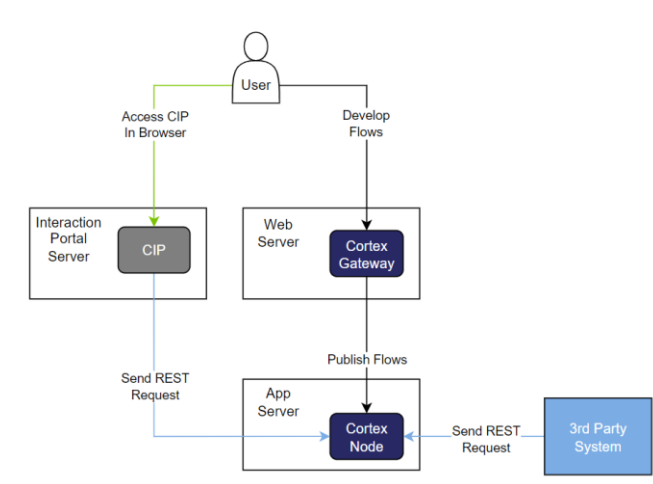 User
Access CIP
In Browser
Develop
Flows
Interaction
Portal
Server
CIP
Web
Server
Cortex
Gateway
Publish Flows
Send REST
Request
App
Server
Cortex
Node
Send REST
Request
3rd Party
System